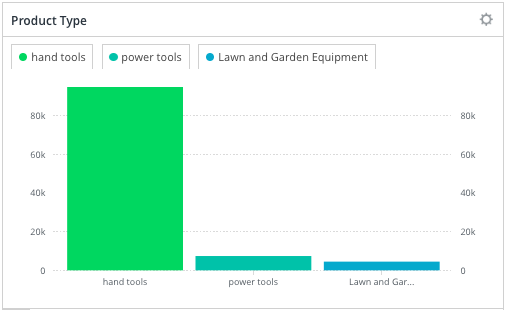 Product Type
hand tools power tools Lawn and Garden Equipment
80k 80k
60k 60k
40k 40k
20k 20k
0 0
hand tools power tools Lawn and Gar...